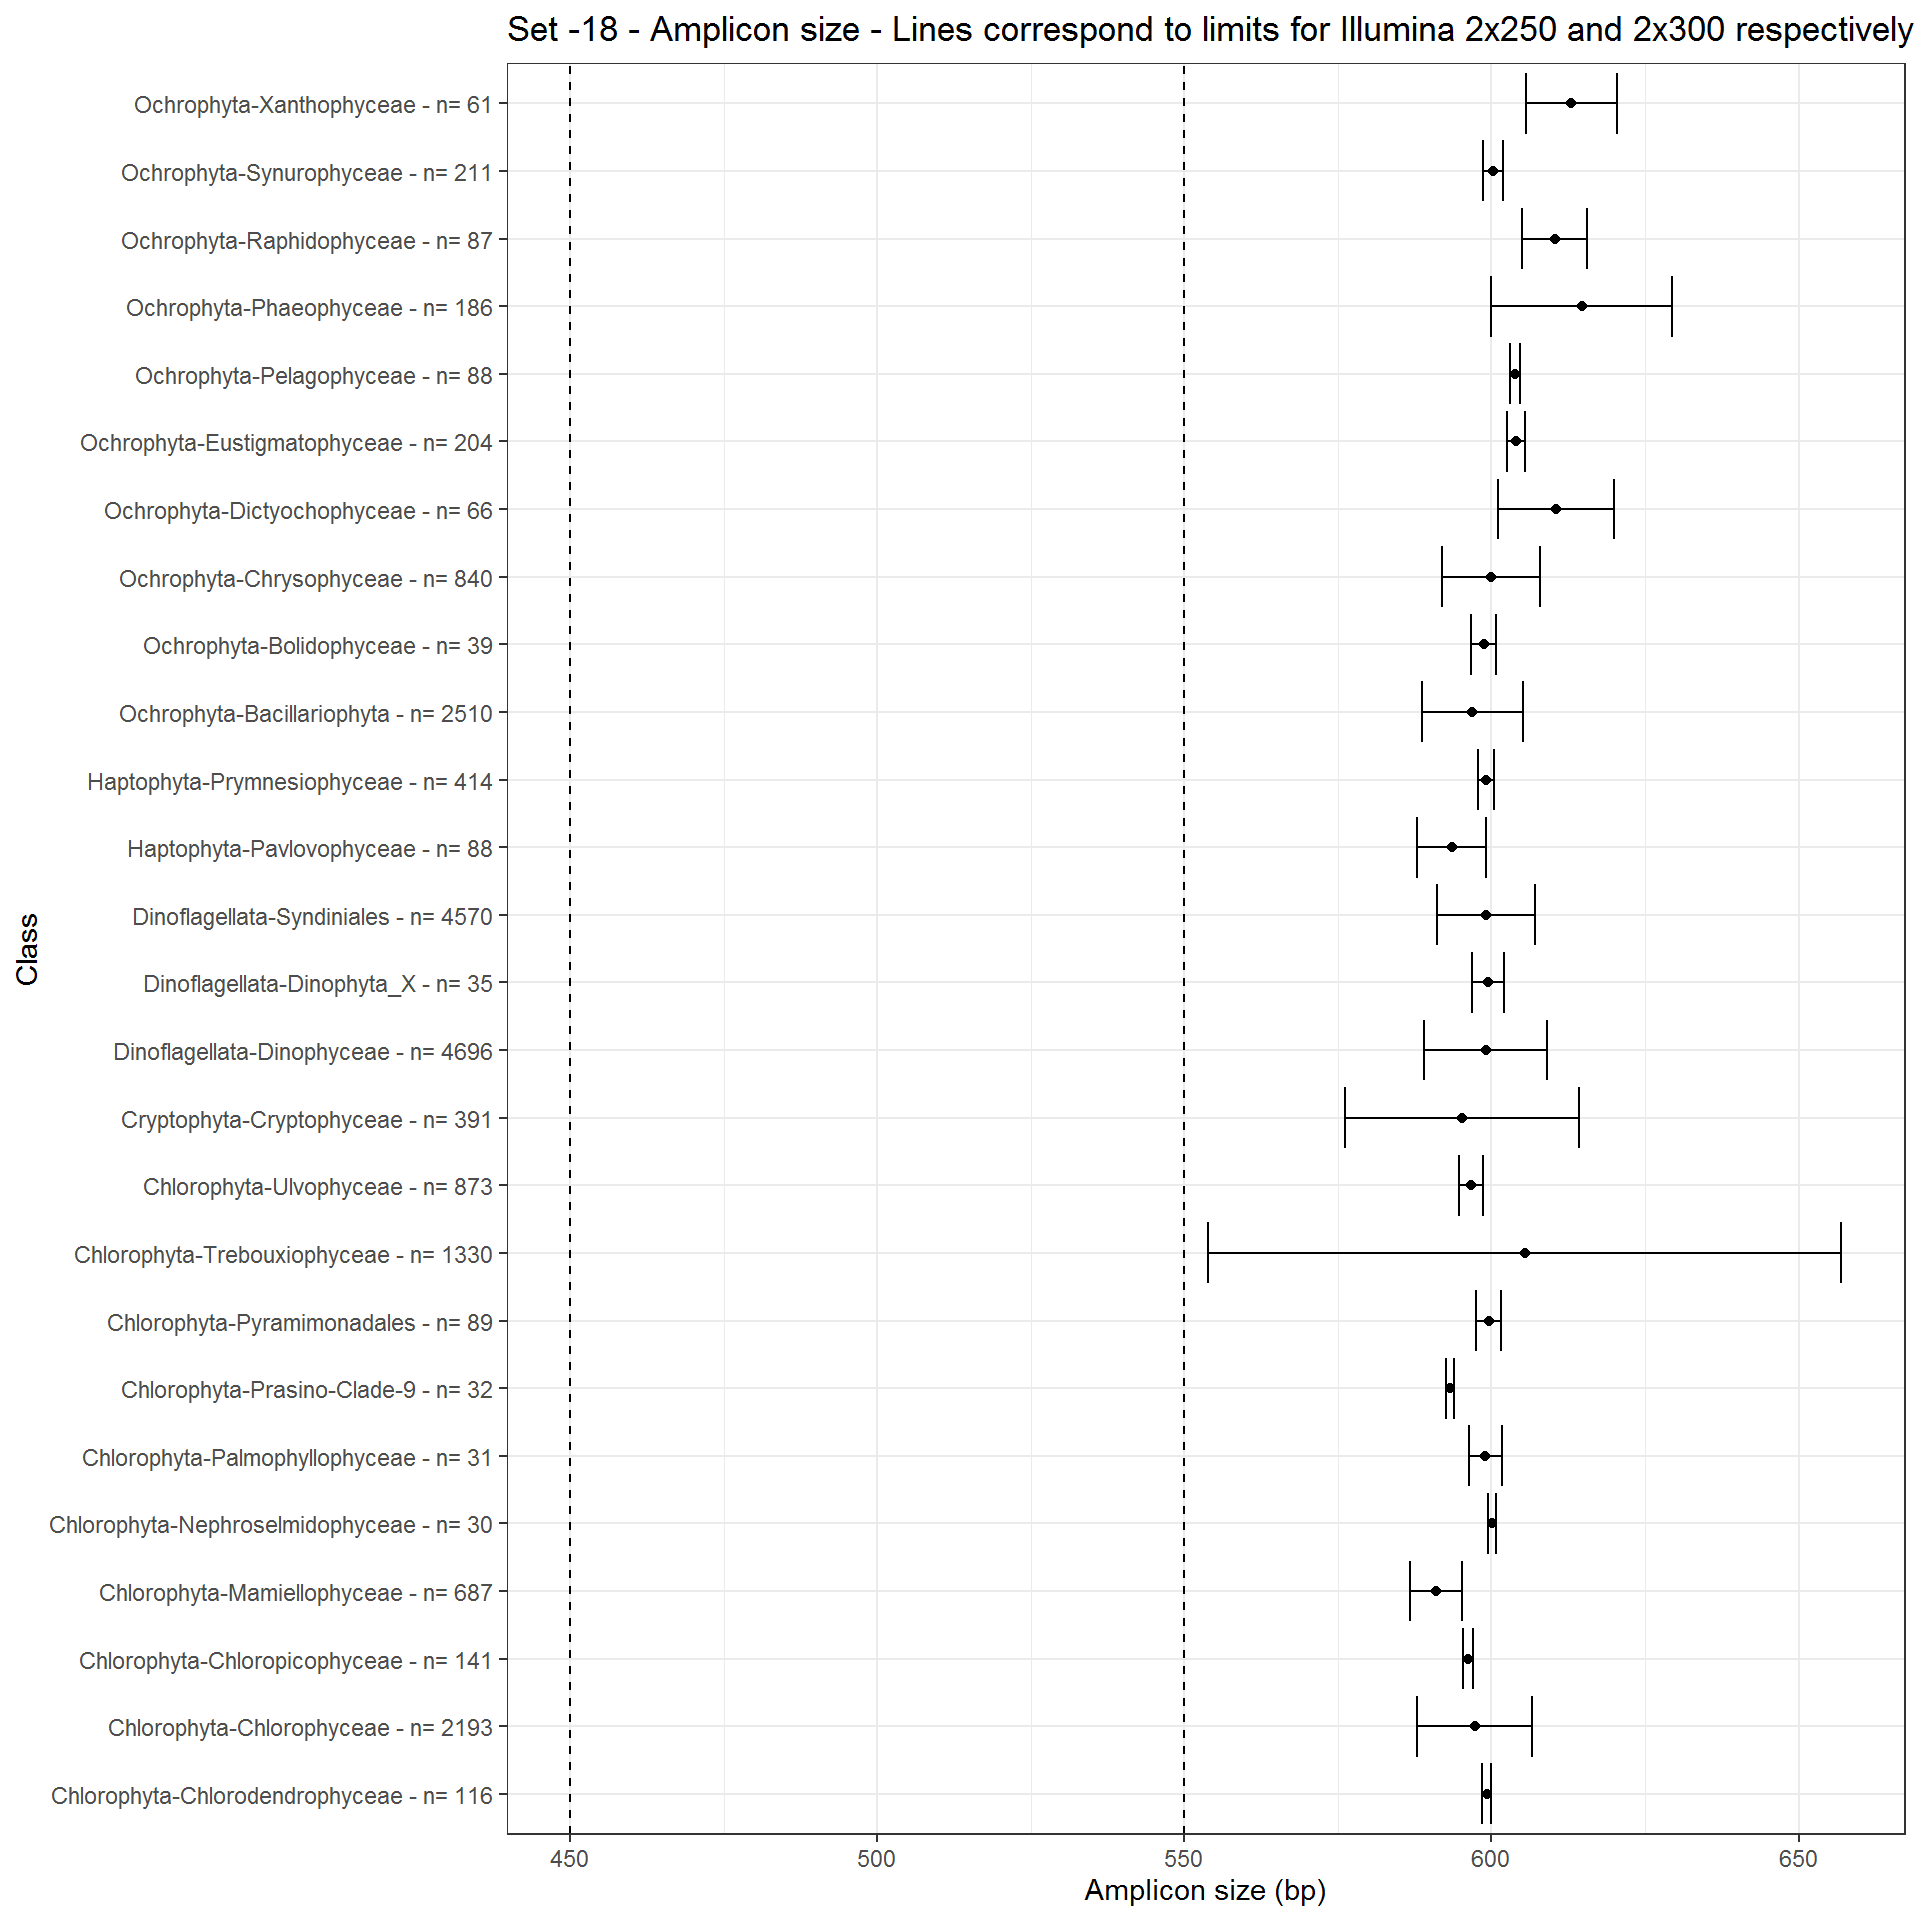 Set -18 - Amplicon size - Lines correspond to limits for Illumina 2x250 and 2x300 respectively
Ochrophyta-Xanthophyceae - n= 61
Ochrophyta-Synurophyceae - n= 211
Ochrophyta-Raphidophyceae - n= 87
Ochrophyta-Phaeophyceae - n= 186
Ochrophyta-Pelagophyceae - n= 88
Ochrophyta-Eustigmatophyceae - n= 204
Ochrophyta-Dictyochophyceae - n= 66
Ochrophyta-Chrysophyceae - n= 840
Ochrophyta-Bolidophyceae - n= 39
Ochrophyta-Bacillariophyta - n= 2510
Haptophyta-Prymnesiophyceae - n= 414
Haptophyta-Pavlovophyceae - n= 88
Dinoflagellata-Syndiniales - n= 4570
Dinoflagellata-Dinophyta_X - n= 35
Dinoflagellata-Dinophyceae - n= 4696
Cryptophyta-Cryptophyceae - n= 391
Chlorophyta-Ulvophyceae - n= 873
Chlorophyta-Trebouxiophyceae - n= 1330
Chlorophyta-Pyramimonadales - n= 89
Chlorophyta-Prasino-Clade-9 - n= 32
Chlorophyta-Palmophyllophyceae - n= 31
Chlorophyta-Nephroselmidophyceae - n= 30
Chlorophyta-Mamiellophyceae - n= 687
Chlorophyta-Chloropicophyceae - n= 141
Chlorophyta-Chlorophyceae - n= 2193
Chlorophyta-Chlorodendrophyceae - n= 116
Class
450 500 550 600 650
Amplicon size (bp)